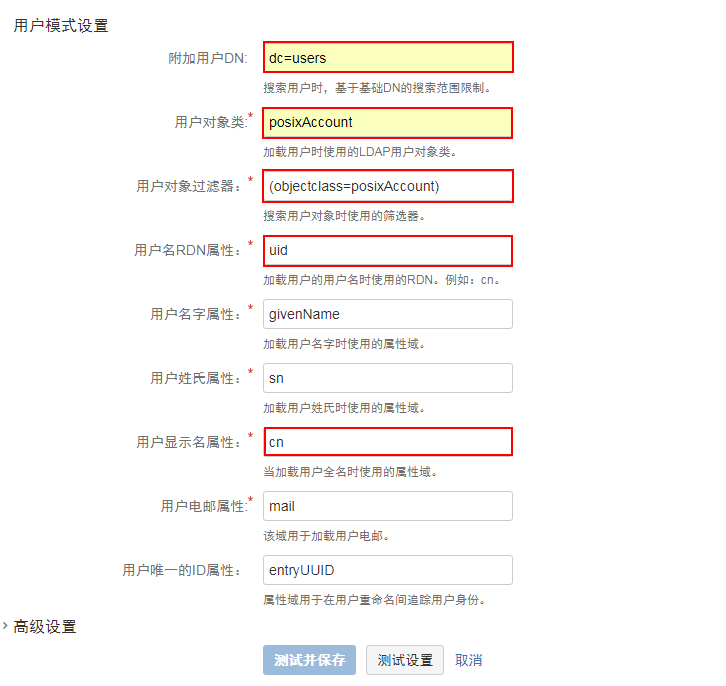 用户模式设置
附加用户DN: dc=users
搜索用户时，基于基础DN的搜索范围限制。
用户对象类:* posixAccount
加载用户时使用的LDAP用户对象类。
用户对象过滤器：* (objectclass=posixAccount)
搜索用户对象时使用的筛选器。
用户名RDN属性：* uid
加载用户的用户名时使用的RDN。例如：cn。
用户名字属性：* givenName
加载用户名字时使用的属性域。
用户姓氏属性：* sn
加载用户姓氏时使用的属性域。
用户显示名属性：* cn
当加载用户全名时使用的属性域。
用户电邮属性:* mail
该域用于加载用户电邮。
用户唯一的ID属性： entryUUID
属性域用于在用户重命名间追踪用户身份。
› 高级设置
测试并保存 测试设置 取消